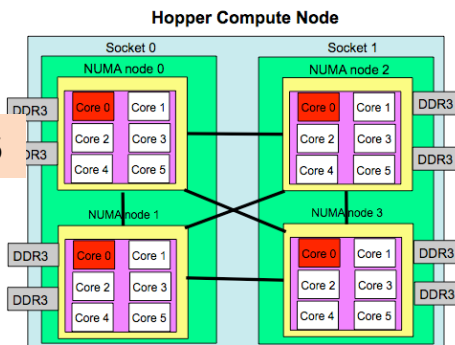 Hopper Compute Node
Socket 0
Socket 1
NUMA node 0
NUMA node 2
DDR3
Core 0 Core 1
Core 0 Core 1
DDR3
Core 2 Core 3
Core 2 Core 3
DDR3
Core 4 Core 5
Core 4 Core 5
NUMA node 1
NUMA node 3
DDR3
Core 0 Core 1
Core 0 Core 1
DDR3
DDR3
Core 2 Core 3
Core 2 Core 3
DDR3
Core 4 Core 5
Core 4 Core 5